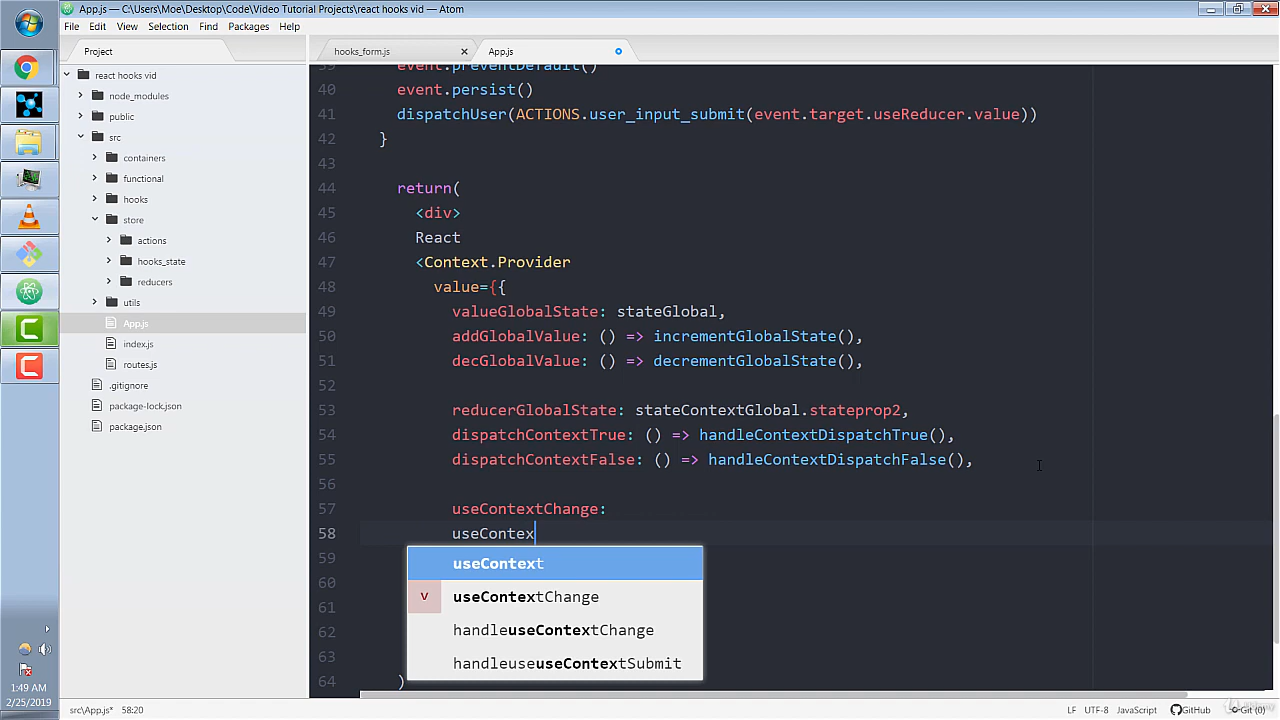 App.js — C:\Users\Moe\Desktop\Code\Video Tutorial Projects\react hooks vid — Atom
File Edit View Selection Find Packages Help
Project
hooks_form.js
App.js
react hooks vid
node_modules
public
src
containers
functional
hooks
store
actions
hooks_state
reducers
utils
App.js
index.js
routes.js
.gitignore
package-lock.json
package.json
39 event.preventDefault()
40 event.persist()
41 dispatchUser(ACTIONS.user_input_submit(event.target.useReducer.value))
42 }
43
44 return(
45 <div>
46 React
47 <Context.Provider
48 value={{
49 valueGlobalState: stateGlobal,
50 addGlobalValue: () => incrementGlobalState(),
51 decGlobalValue: () => decrementGlobalState(),
52
53 reducerGlobalState: stateContextGlobal.stateprop2,
54 dispatchContextTrue: () => handleContextDispatchTrue(),
55 dispatchContextFalse: () => handleContextDispatchFalse(),
56
57 useContextChange:
58 useContex
59
60
61
62
63
64 )
useContext
v useContextChange
handleuseContextChange
handleuseuseContextSubmit
1:49 AM
2/25/2019
src\App.js* 58:20
LF UTF-8 JavaScript GitHub Git (0)